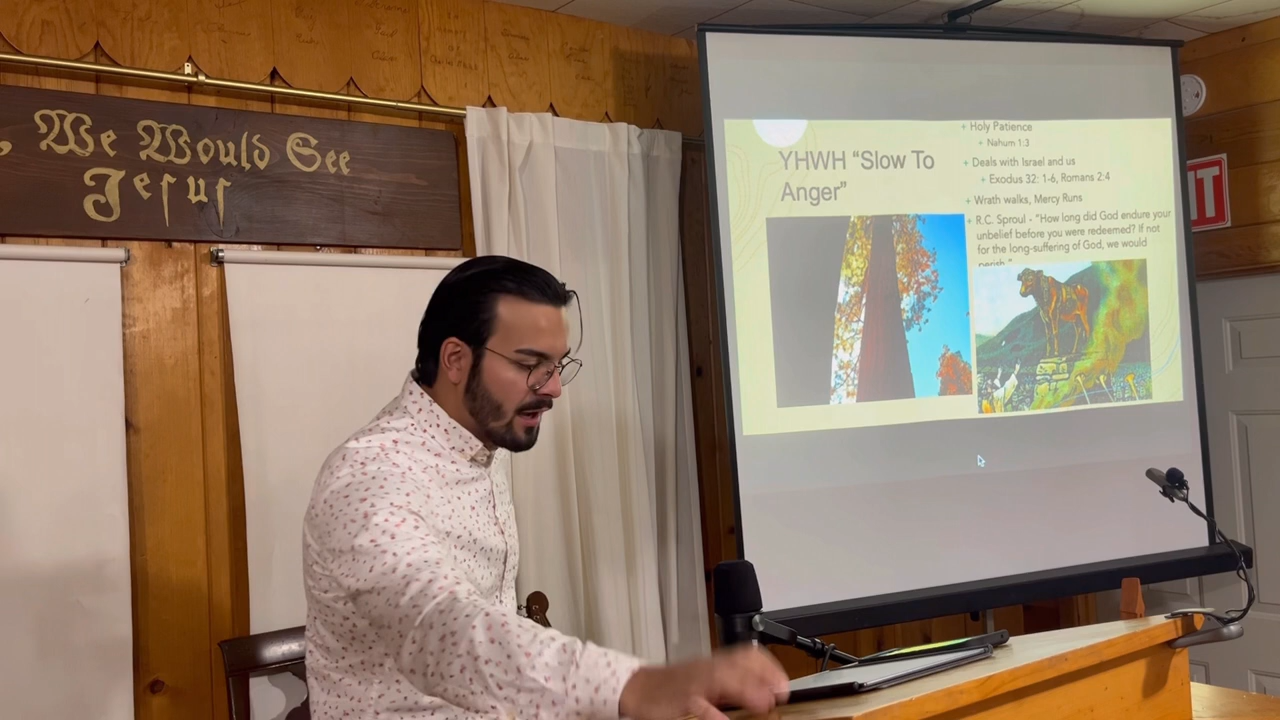 , We Would See
Jesus
YHWH “Slow To
Anger”
+ Holy Patience
+ Nahum 1:3
+ Deals with Israel and us
+ Exodus 32: 1-6, Romans 2:4
+ Wrath walks, Mercy Runs
+ R.C. Sproul - “How long did God endure your
unbelief before you were redeemed? If not
for the long-suffering of God, we would
perish.”
IT